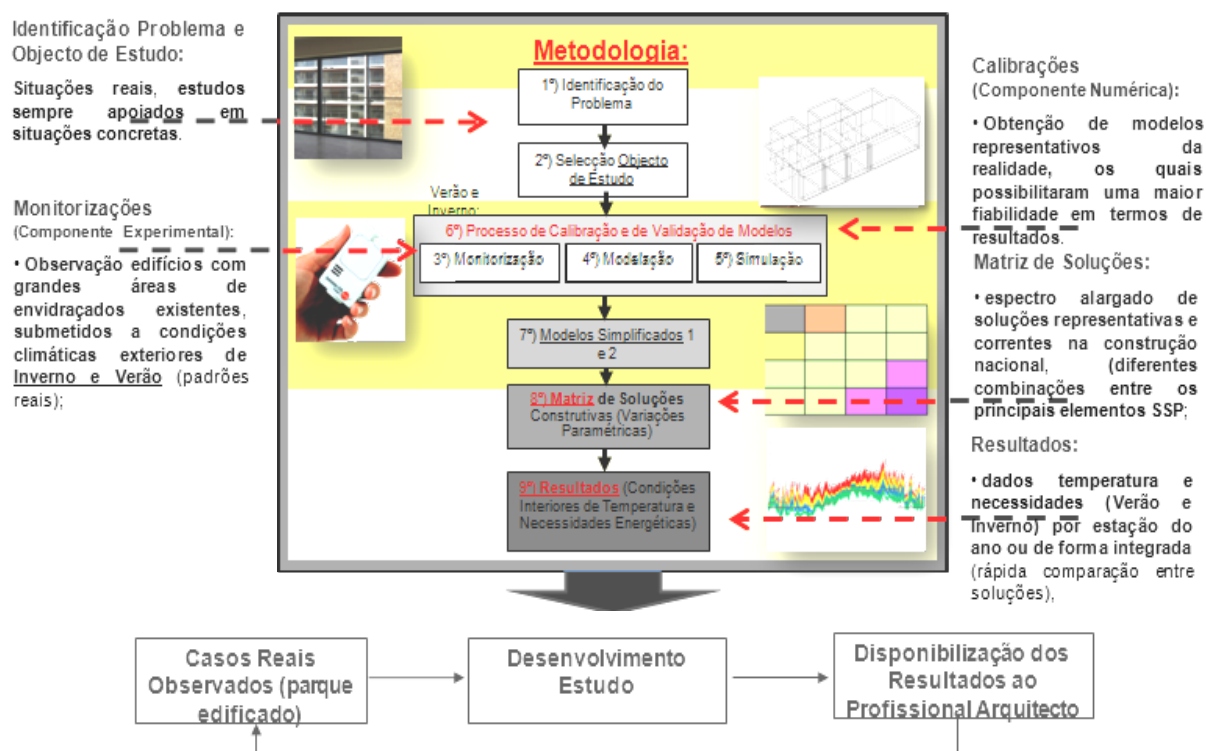 Identificação Problema e
Objecto de Estudo:
Situações reais, estudos
sempre apoiados em
situações concretas.
Monitorizações
(Componente Experimental):
• Observação edifícios com
grandes áreas de
envidraçados existentes,
submetidos a condições
climáticas exteriores de
Inverno e Verão (padrões
reais);
Metodologia:
1º) Identificação do
Problema
2º) Selecção Objecto
de Estudo
Verão e
Inverno:
6º) Processo de Calibração e de Validação de Modelos
3º) Monitorização
4º) Modelação
5º) Simulação
7º) Modelos Simplificados 1
e 2
8º) Matriz de Soluções
Construtivas (Variações
Paramétricas)
9º) Resultados (Condições
Interiores de Temperatura e
Necessidades Energéticas)
Calibrações
(Componente Numérica):
• Obtenção de modelos
representativos da
realidade, os quais
possibilitaram uma maior
fiabilidade em termos de
resultados.
Matriz de Soluções:
• espectro alargado de
soluções representativas e
correntes na construção
nacional, (diferentes
combinações entre os
principais elementos SSP;
Resultados:
• dados temperatura e
necessidades (Verão e
Inverno) por estação do
ano ou de forma integrada
(rápida comparação entre
soluções),
Casos Reais
Observados (parque
edificado)
Desenvolvimento
Estudo
Disponibilização dos
Resultados ao
Profissional Arquitecto